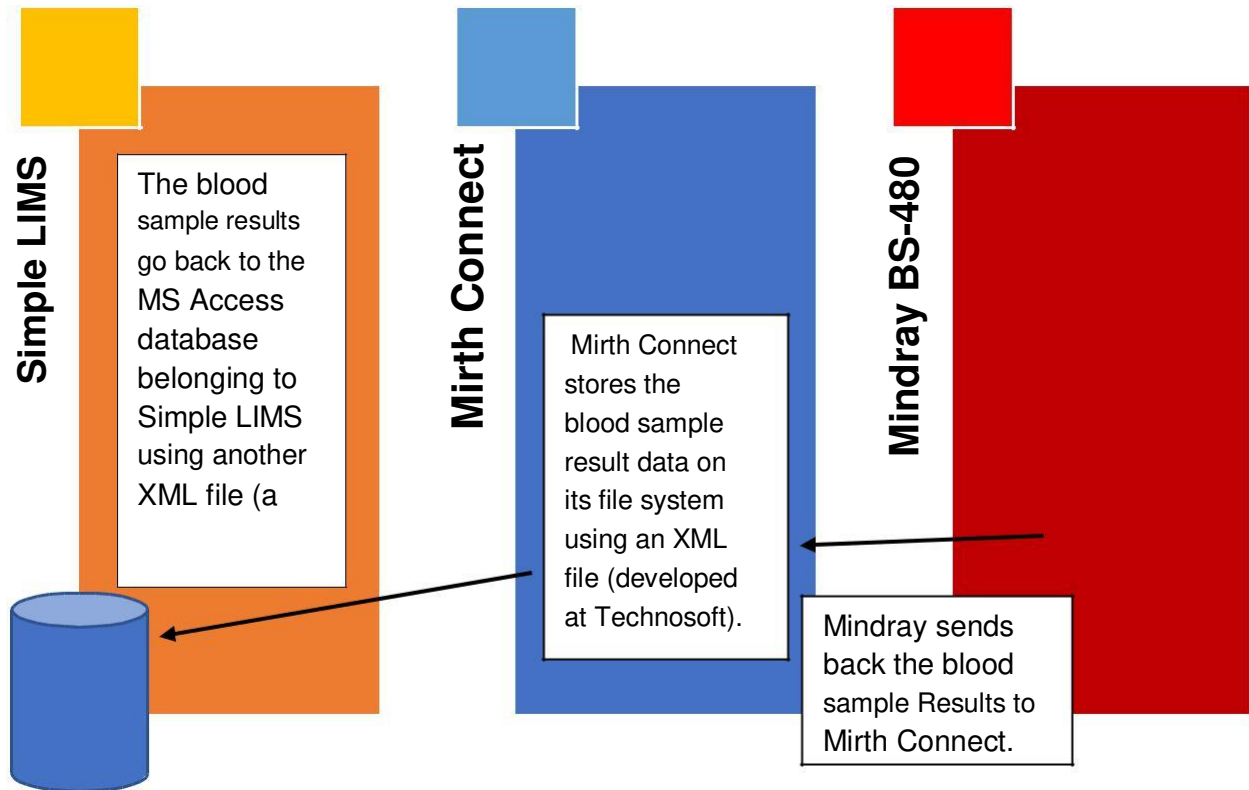 Simple LIMS
The blood
sample results
go back to the
MS Access
database
belonging to
Simple LIMS
using another
XML file (a
Mirth Connect
Mirth Connect
stores the
blood sample
result data on
its file system
using an XML
file (developed
at Technosoft).
Mindray BS-480
Mindray sends
back the blood
sample Results to
Mirth Connect.